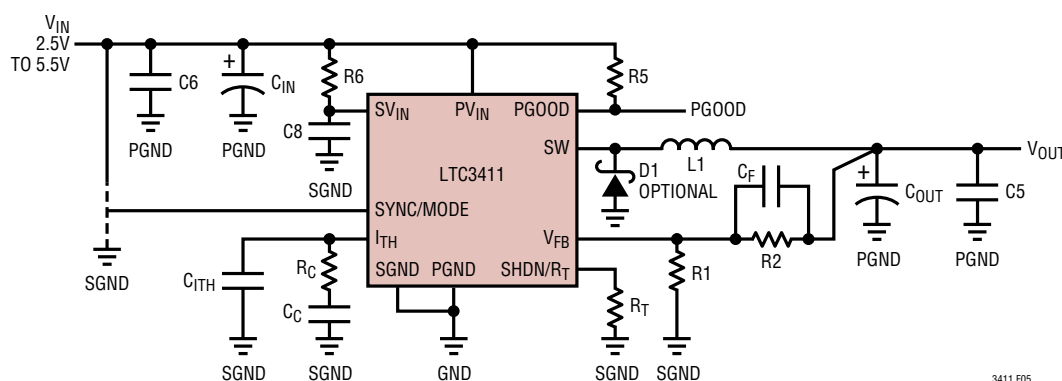 VIN
2.5V
TO 5.5V
C6
PGND
+
CIN
PGND
R6
C8
SGND
SVIN
PVIN
PGOOD
R5
PGOOD
SW
LTC3411
D1
OPTIONAL
L1
VOUT
CF
R2
+
COUT
PGND
C5
PGND
SYNC/MODE
SGND
ITH
VFB
SGND
PGND
SHDN/RT
CITH
SGND
RC
CC
SGND
GND
RT
SGND
R1
SGND
3411 F05